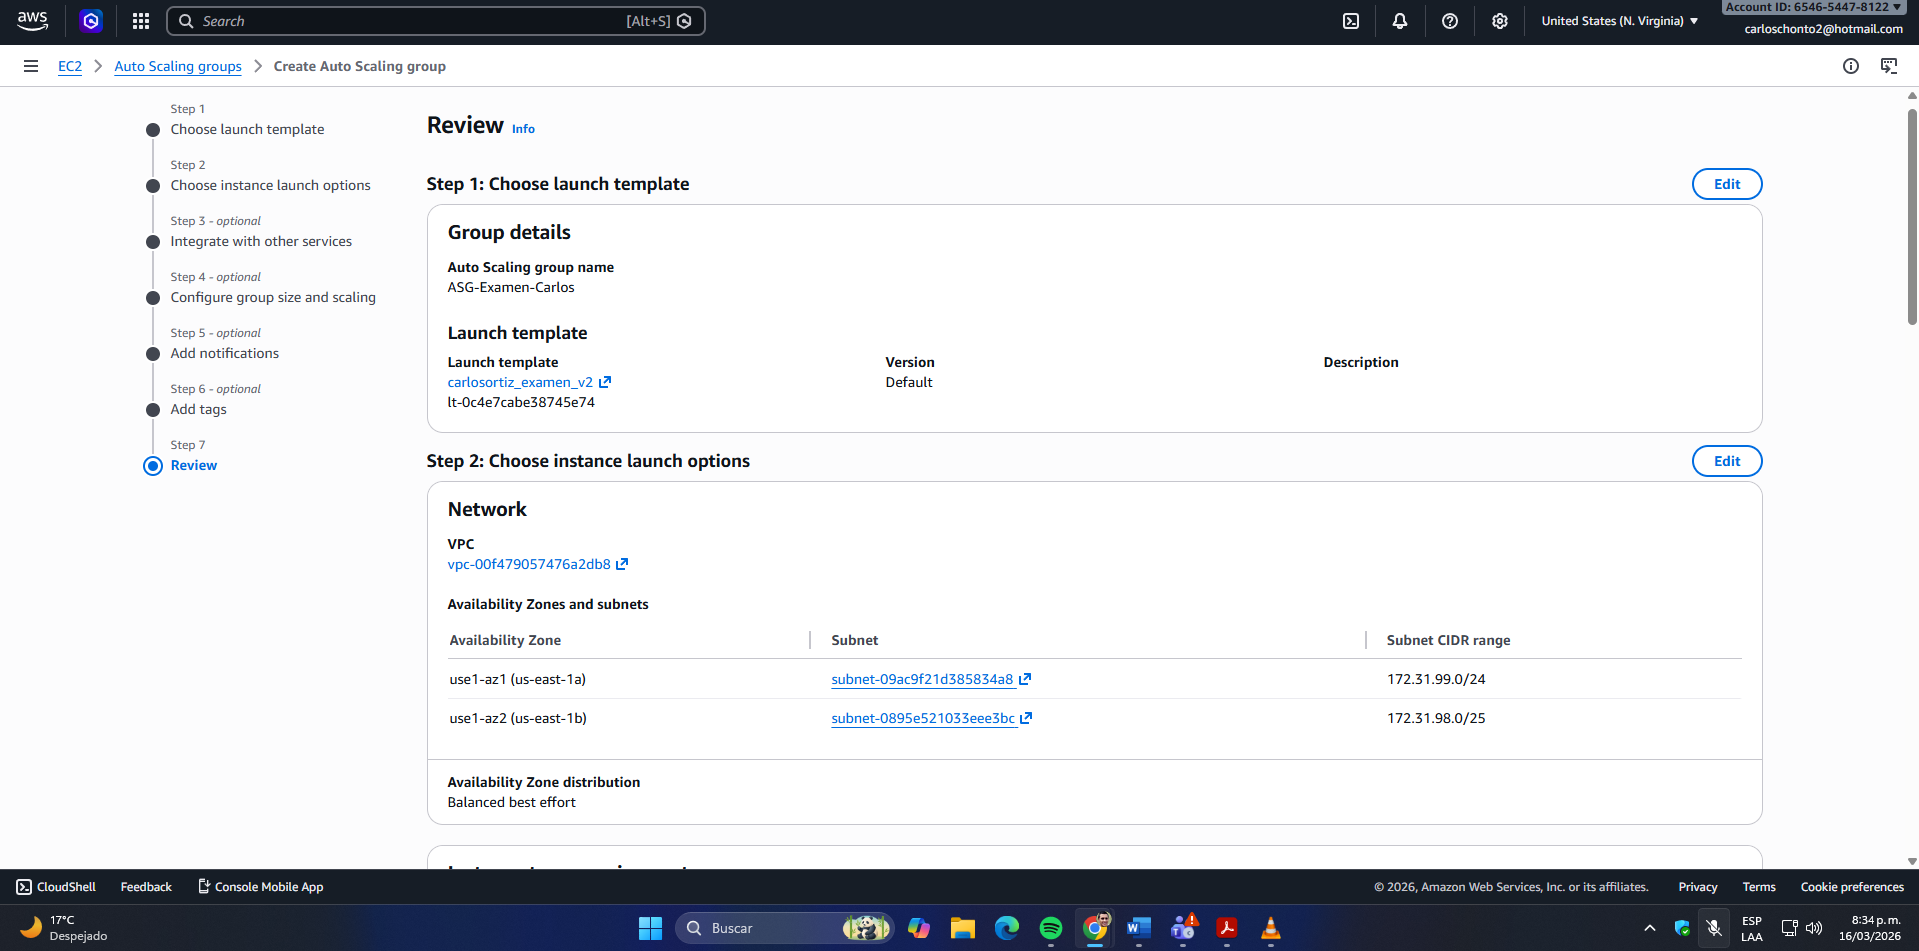 aws
Search [Alt+S]
United States (N. Virginia)
Account ID: 6546-5447-8122
carloschonto2@hotmail.com
EC2 > Auto Scaling groups > Create Auto Scaling group
Step 1
Choose launch template
Step 2
Choose instance launch options
Step 3 - optional
Integrate with other services
Step 4 - optional
Configure group size and scaling
Step 5 - optional
Add notifications
Step 6 - optional
Add tags
Step 7
Review
Review Info
Step 1: Choose launch template
Edit
Group details
Auto Scaling group name
ASG-Examen-Carlos
Launch template
Launch template Version Description
carlosortiz_examen_v2 Default
lt-0c4e7cabe38745e74
Step 2: Choose instance launch options
Edit
Network
VPC
vpc-00f479057476a2db8
Availability Zones and subnets
Availability Zone Subnet Subnet CIDR range
use1-az1 (us-east-1a) subnet-09ac9f21d385834a8 172.31.99.0/24
use1-az2 (us-east-1b) subnet-0895e521033eee3bc 172.31.98.0/25
Availability Zone distribution
Balanced best effort
CloudShell Feedback Console Mobile App © 2026, Amazon Web Services, Inc. or its affiliates. Privacy Terms Cookie preferences
17°C
Despejado
Buscar
ESP
LAA
8:34 p.m.
16/03/2026